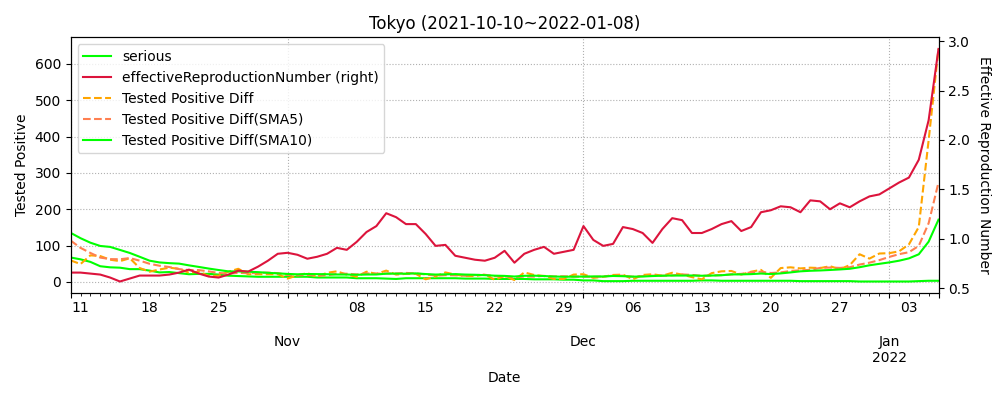 Tokyo (2021-10-10~2022-01-08)
serious
effectiveReproductionNumber (right)
Tested Positive Diff
Tested Positive Diff(SMA5)
Tested Positive Diff(SMA10)
Tested Positive
600
500
400
300
200
100
0
3.0
2.5
2.0
1.5
1.0
0.5
Effective Reproduction Number
11 18 25 08 15 22 29 06 13 20 27 03
Nov Dec Jan
2022
Date